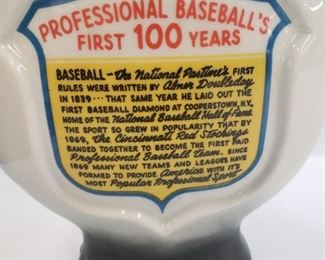 PROFESSIONAL BASEBALL'S
FIRST 100 YEARS
BASEBALL – the National Pastime's FIRST
RULES WERE WRITTEN BY Abner Doubleday
IN 1839 ··· THAT SAME YEAR HE LAID OUT THE
FIRST BASEBALL DIAMOND AT COOPERSTOWN, N.Y.
HOME OF THE National Baseball Hall of Fame.
THE SPORT SO GREW IN POPULARITY THAT BY
1869, The Cincinnati Red Stockings
BANDED TOGETHER TO BECOME THE FIRST PAID
Professional Baseball Team. SINCE
1869 MANY NEW TEAMS AND LEAGUES HAVE
FORMED TO PROVIDE America WITH IT'S
MOST Popular Professional Sport